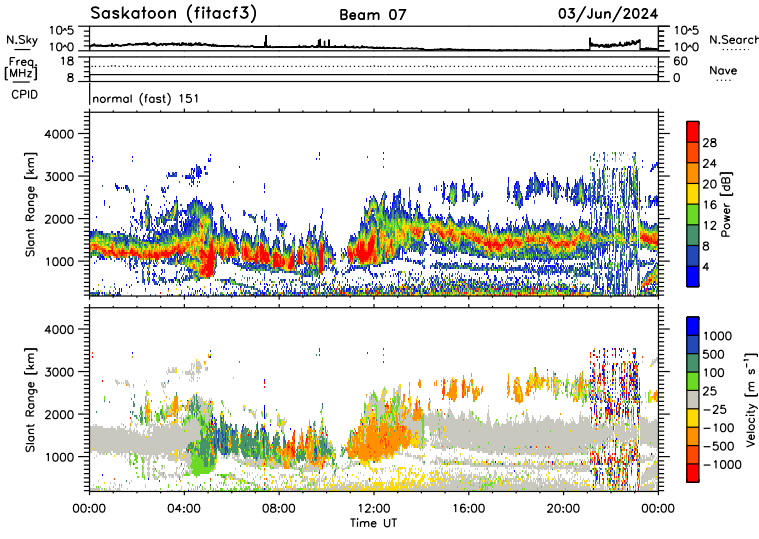 Saskatoon (fitacf3) Beam 07 03/Jun/2024
N.Sky 10^5 10^0 10^5 10^0 N.Search
Freq. [MHz] 18 8 60 0 Nave
CPID normal (fast) 151
Slant Range [km] 4000 3000 2000 1000
28 24 20 16 12 8 4 Power [dB]
Slant Range [km] 4000 3000 2000 1000
1000 500 100 25 -25 -100 -500 -1000 Velocity [m s⁻¹]
00:00 04:00 08:00 12:00 16:00 20:00 00:00
Time UT